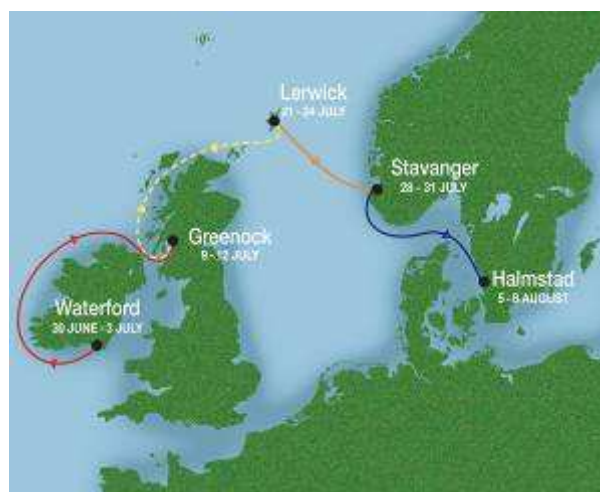 Lerwick
21 - 24 JULY
Stavanger
28 - 31 JULY
Greenock
9 - 12 JULY
Halmstad
5 - 8 AUGUST
Waterford
30 JUNE - 3 JULY